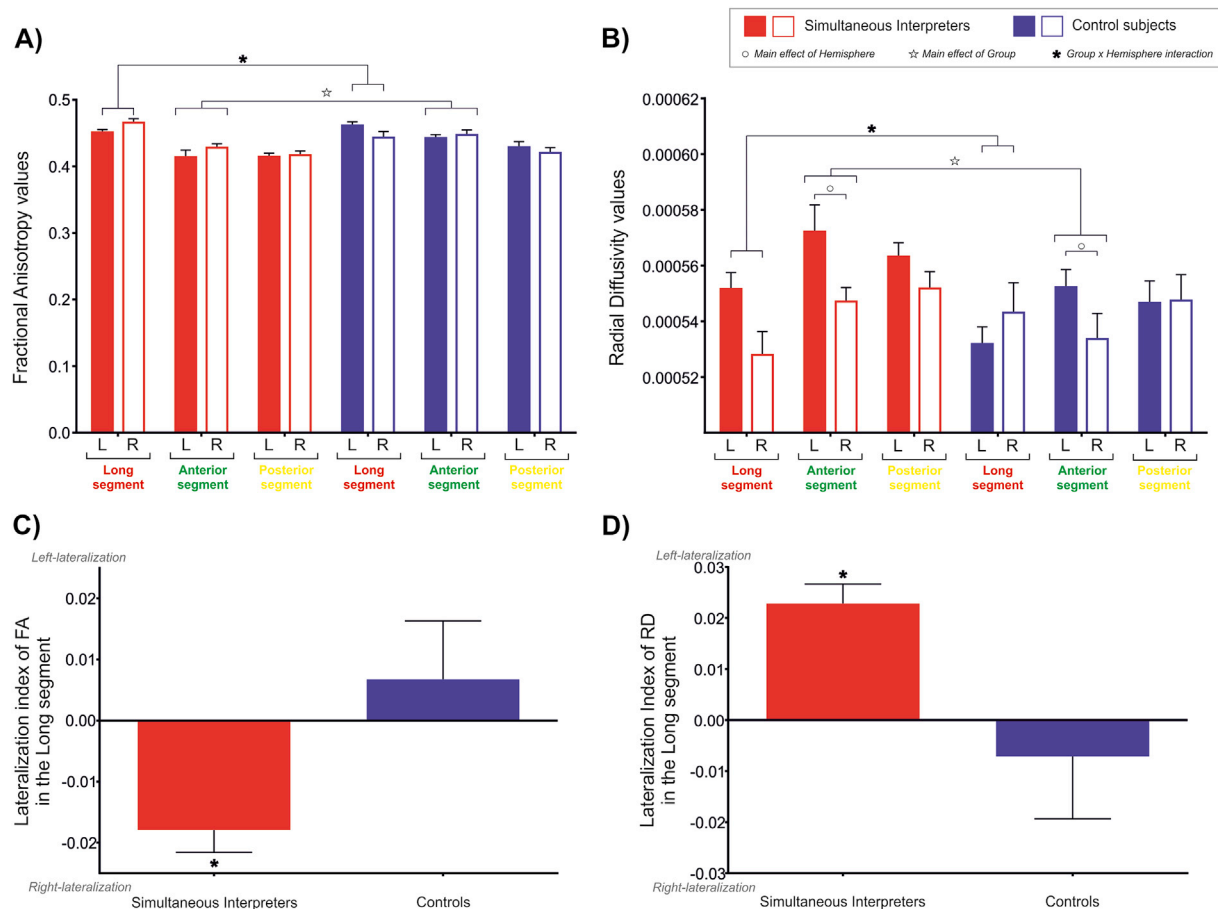 A)
B)
Simultaneous Interpreters
Control subjects
○ Main effect of Hemisphere
☆ Main effect of Group
* Group x Hemisphere interaction
Fractional Anisotropy values
0.5
0.4
0.3
0.2
0.1
0.0
*
☆
L R L R L R L R L R L R
Long segment
Anterior segment
Posterior segment
Long segment
Anterior segment
Posterior segment
Radial Diffusivity values
0.00062
0.00060
0.00058
0.00056
0.00054
0.00052
*
☆
○
○
L R L R L R L R L R L R
Long segment
Anterior segment
Posterior segment
Long segment
Anterior segment
Posterior segment
C)
Left-lateralization
Lateralization index of FA
in the Long segment
0.02
0.01
0.00
-0.01
-0.02
*
Right-lateralization
Simultaneous Interpreters
Controls
D)
Left-lateralization
Lateralization Index of RD
in the Long segment
0.03
0.02
0.01
0.00
-0.01
-0.02
-0.03
*
Right-lateralization
Simultaneous Interpreters
Controls